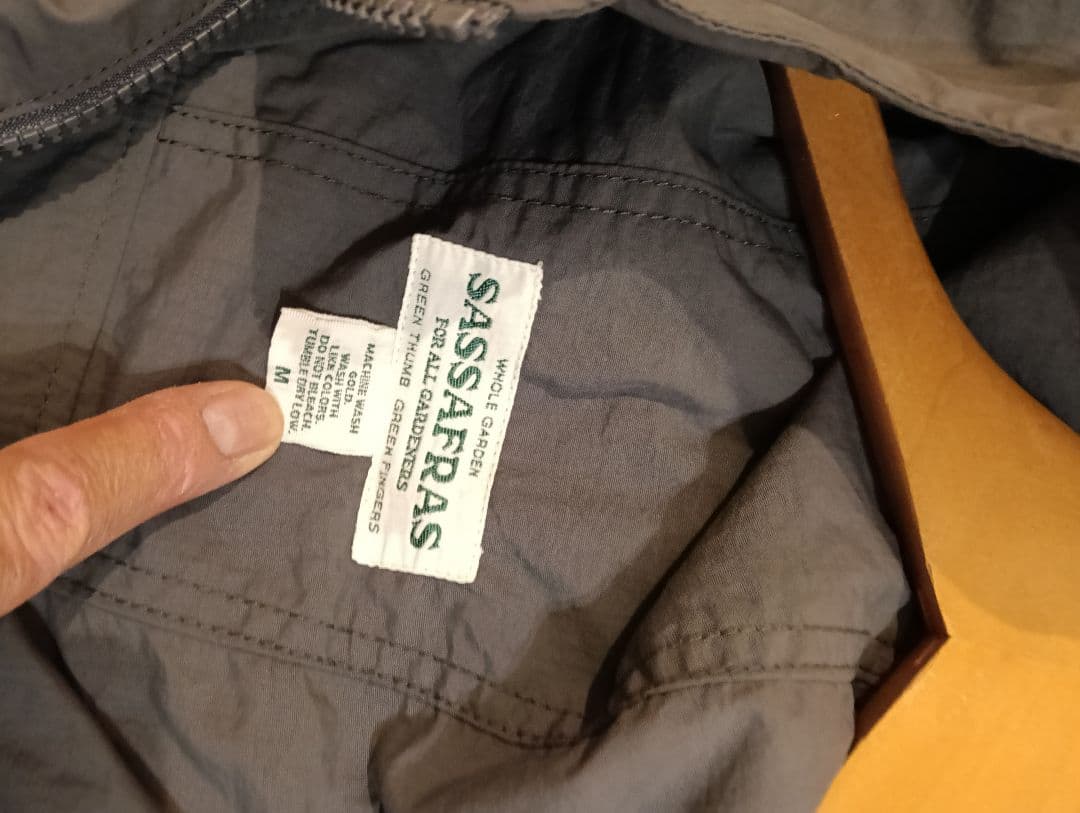 WHOLE GARDEN
SASSAFRAS
FOR ALL GARDENERS
GREEN THUMB GREEN FINGERS
MACHINE WASH
GOLD.
WASH WITH
LIKE COLORS.
DO NOT BLEACH.
TUMBLE DRY LOW.
M